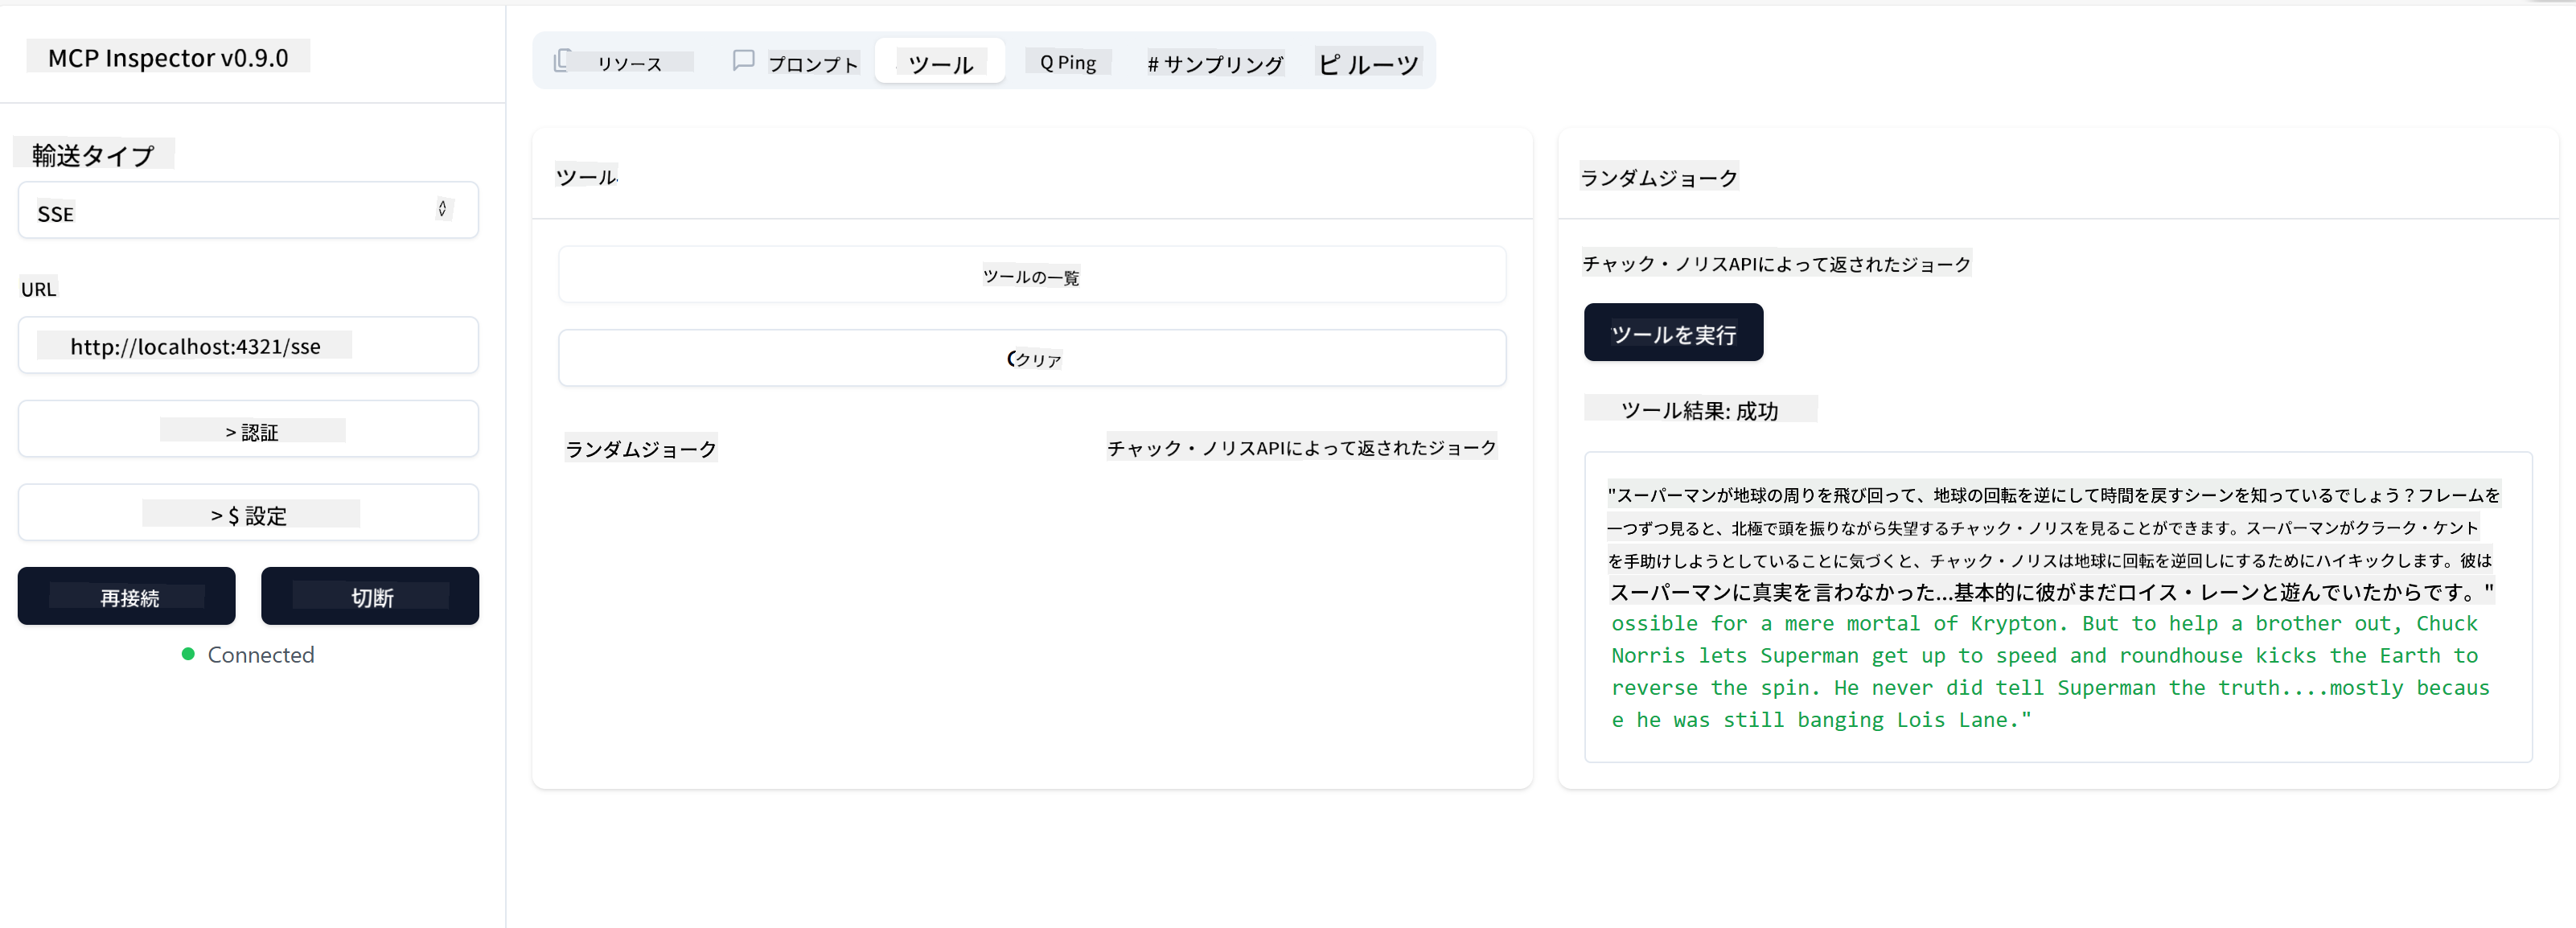 MCP Inspector v0.9.0
輸送タイプ
SSE
URL
http://localhost:4321/sse
> 認証
> $ 設定
再接続
切断
Connected
リソース
プロンプト
ツール
Q Ping
# サンプリング
ピ ルーツ
ツール
ツールの一覧
クリア
ランダムジョーク
チャック・ノリスAPIによって返されたジョーク
ランダムジョーク
チャック・ノリスAPIによって返されたジョーク
ツールを実行
ツール結果: 成功
"スーパーマンが地球の周りを飛び回って、地球の回転を逆にして時間を戻すシーンを知っているでしょう？フレームを
一つずつ見ると、北極で頭を振りながら失望するチャック・ノリスを見ることができます。スーパーマンがクラーク・ケント
を手助けしようとしていることに気づくと、チャック・ノリスは地球に回転を逆回しにするためにハイキックします。彼は
スーパーマンに真実を言わなかった...基本的に彼がまだロイス・レーンと遊んでいたからです。"
ossible for a mere mortal of Krypton. But to help a brother out, Chuck
Norris lets Superman get up to speed and roundhouse kicks the Earth to
reverse the spin. He never did tell Superman the truth....mostly becaus
e he was still banging Lois Lane."